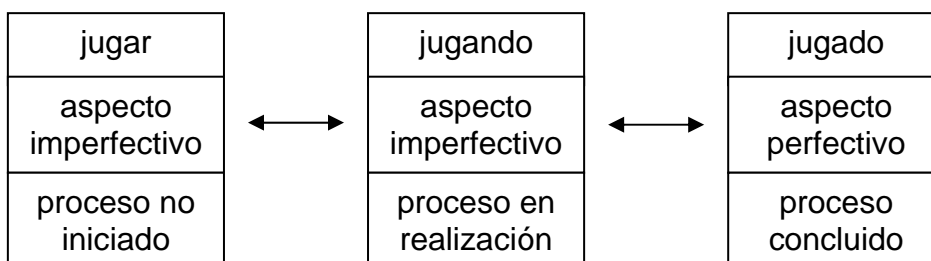 jugar
aspecto
imperfectivo
proceso no
iniciado
jugando
aspecto
imperfectivo
proceso en
realización
jugado
aspecto
perfectivo
proceso
concluido